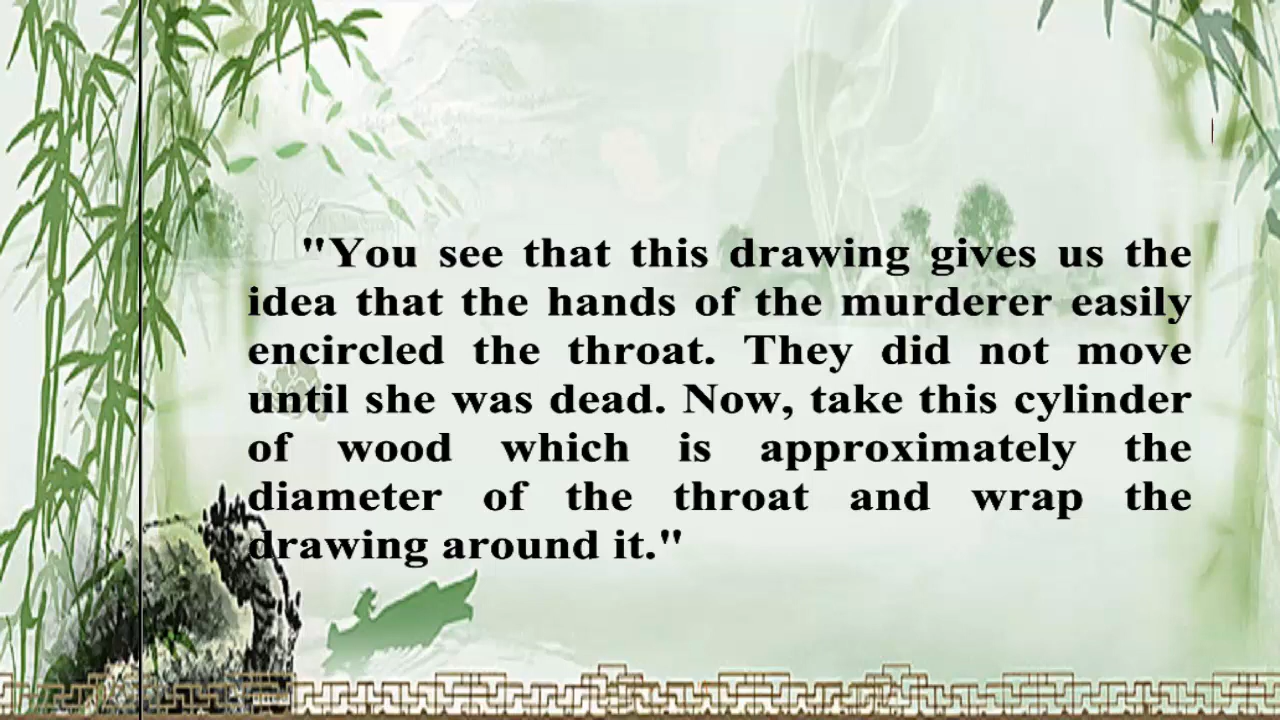 "You see that this drawing gives us the
idea that the hands of the murderer easily
encircled the throat. They did not move
until she was dead. Now, take this cylinder
of wood which is approximately the
diameter of the throat and wrap the
drawing around it."